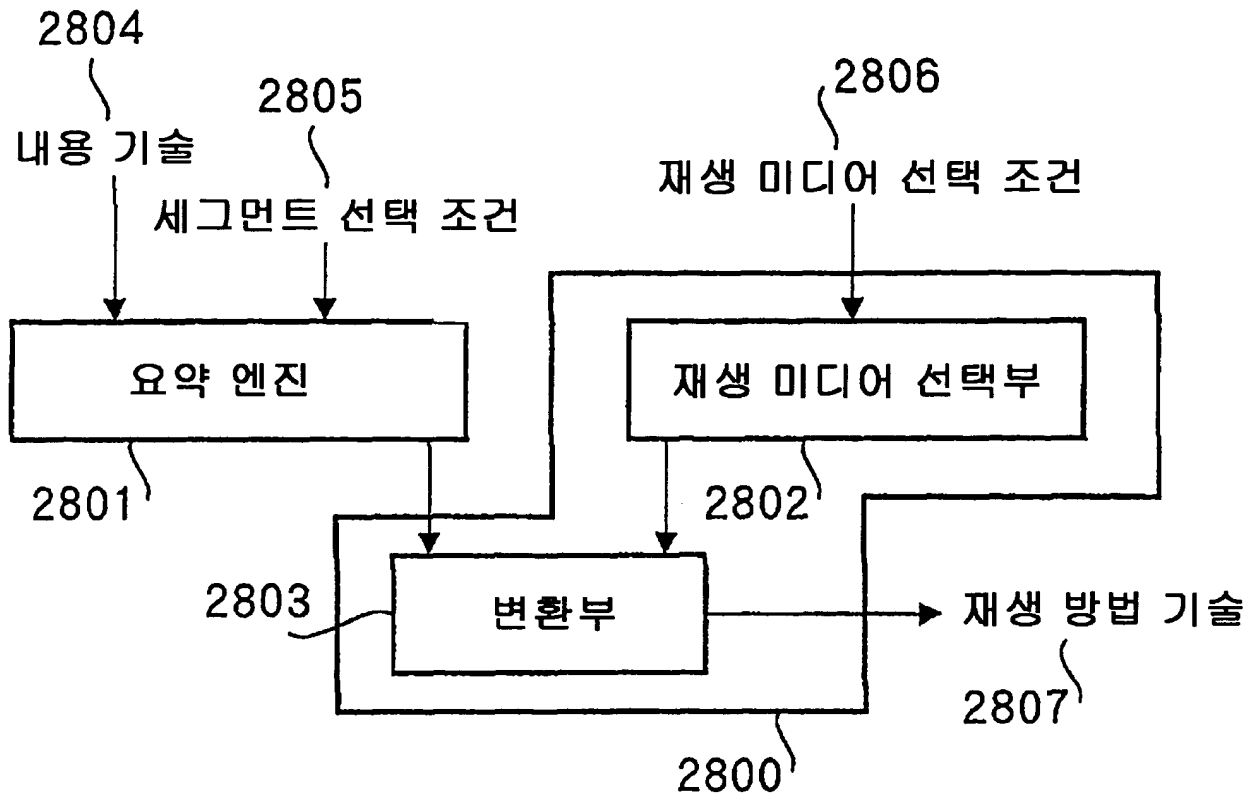 2804
내용 기술
2805
세그먼트 선택 조건
2806
재생 미디어 선택 조건
요약 엔진
재생 미디어 선택부
2801
2802
2803
변환부
재생 방법 기술
2807
2800